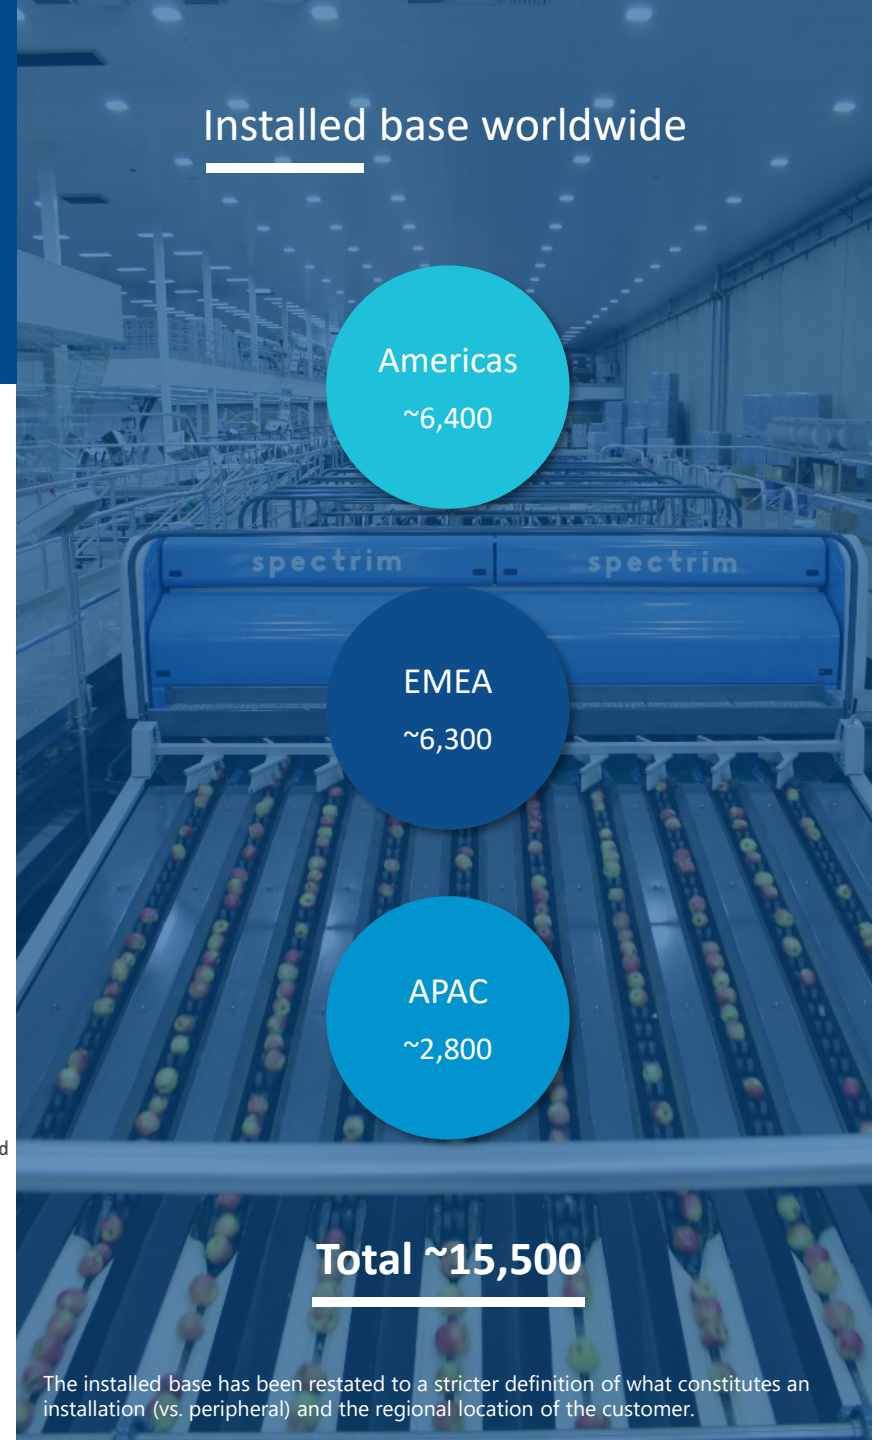 Installed base worldwide
Americas
~6,400
spectrim spectrim
EMEA
~6,300
APAC
~2,800
d
Total ~15,500
The installed base has been restated to a stricter definition of what constitutes an
installation (vs. peripheral) and the regional location of the customer.